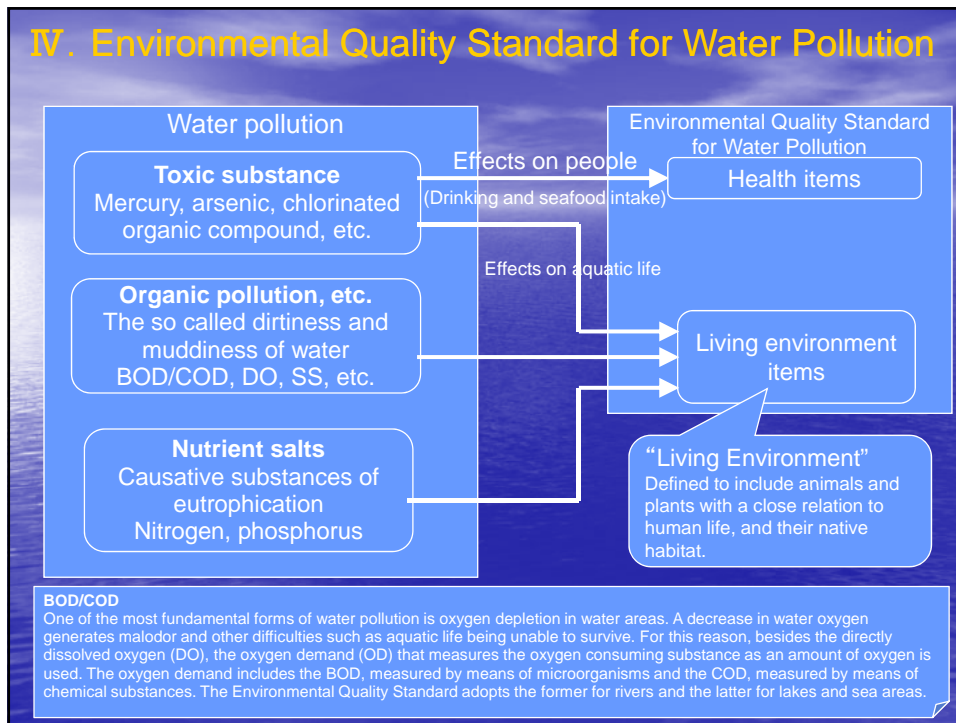 Ⅳ. Environmental Quality Standard for Water Pollution
Water pollution
Toxic substance
Mercury, arsenic, chlorinated
organic compound, etc.
Organic pollution, etc.
The so called dirtiness and
muddiness of water
BOD/COD, DO, SS, etc.
Nutrient salts
Causative substances of
eutrophication
Nitrogen, phosphorus
Effects on people
(Drinking and seafood intake)
Effects on aquatic life
Environmental Quality Standard
for Water Pollution
Health items
Living environment
items
“Living Environment”
Defined to include animals and
plants with a close relation to
human life, and their native
habitat.
BOD/COD
One of the most fundamental forms of water pollution is oxygen depletion in water areas. A decrease in water oxygen
generates malodor and other difficulties such as aquatic life being unable to survive. For this reason, besides the directly
dissolved oxygen (DO), the oxygen demand (OD) that measures the oxygen consuming substance as an amount of oxygen is
used. The oxygen demand includes the BOD, measured by means of microorganisms and the COD, measured by means of
chemical substances. The Environmental Quality Standard adopts the former for rivers and the latter for lakes and sea areas.